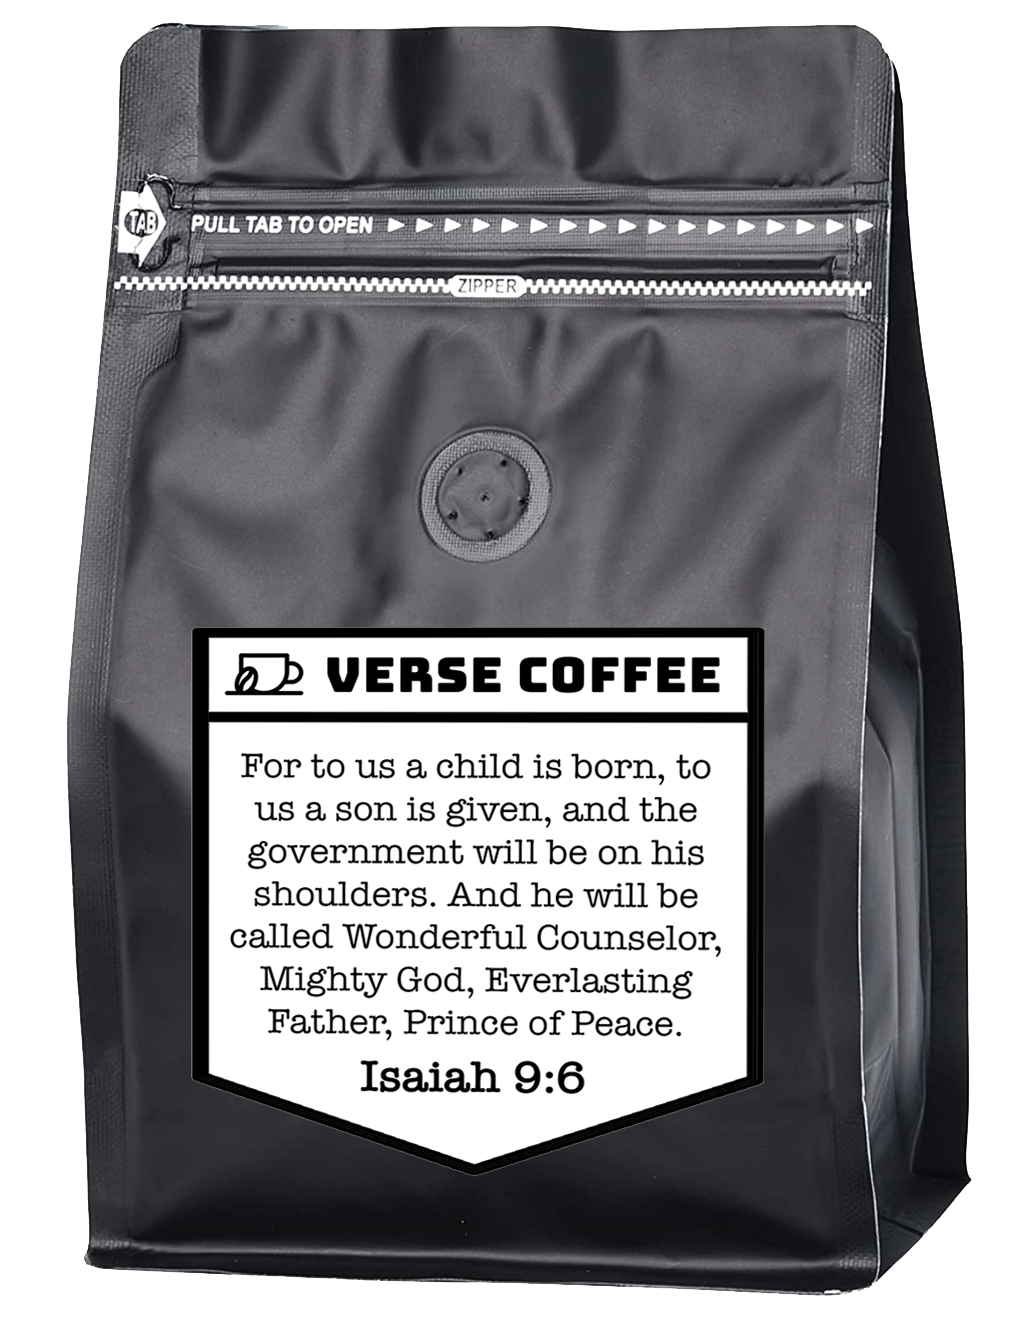 TAB
PULL TAB TO OPEN
ZIPPER
VERSE COFFEE
For to us a child is born, to
us a son is given, and the
government will be on his
shoulders. And he will be
called Wonderful Counselor,
Mighty God, Everlasting
Father, Prince of Peace.
Isaiah 9:6